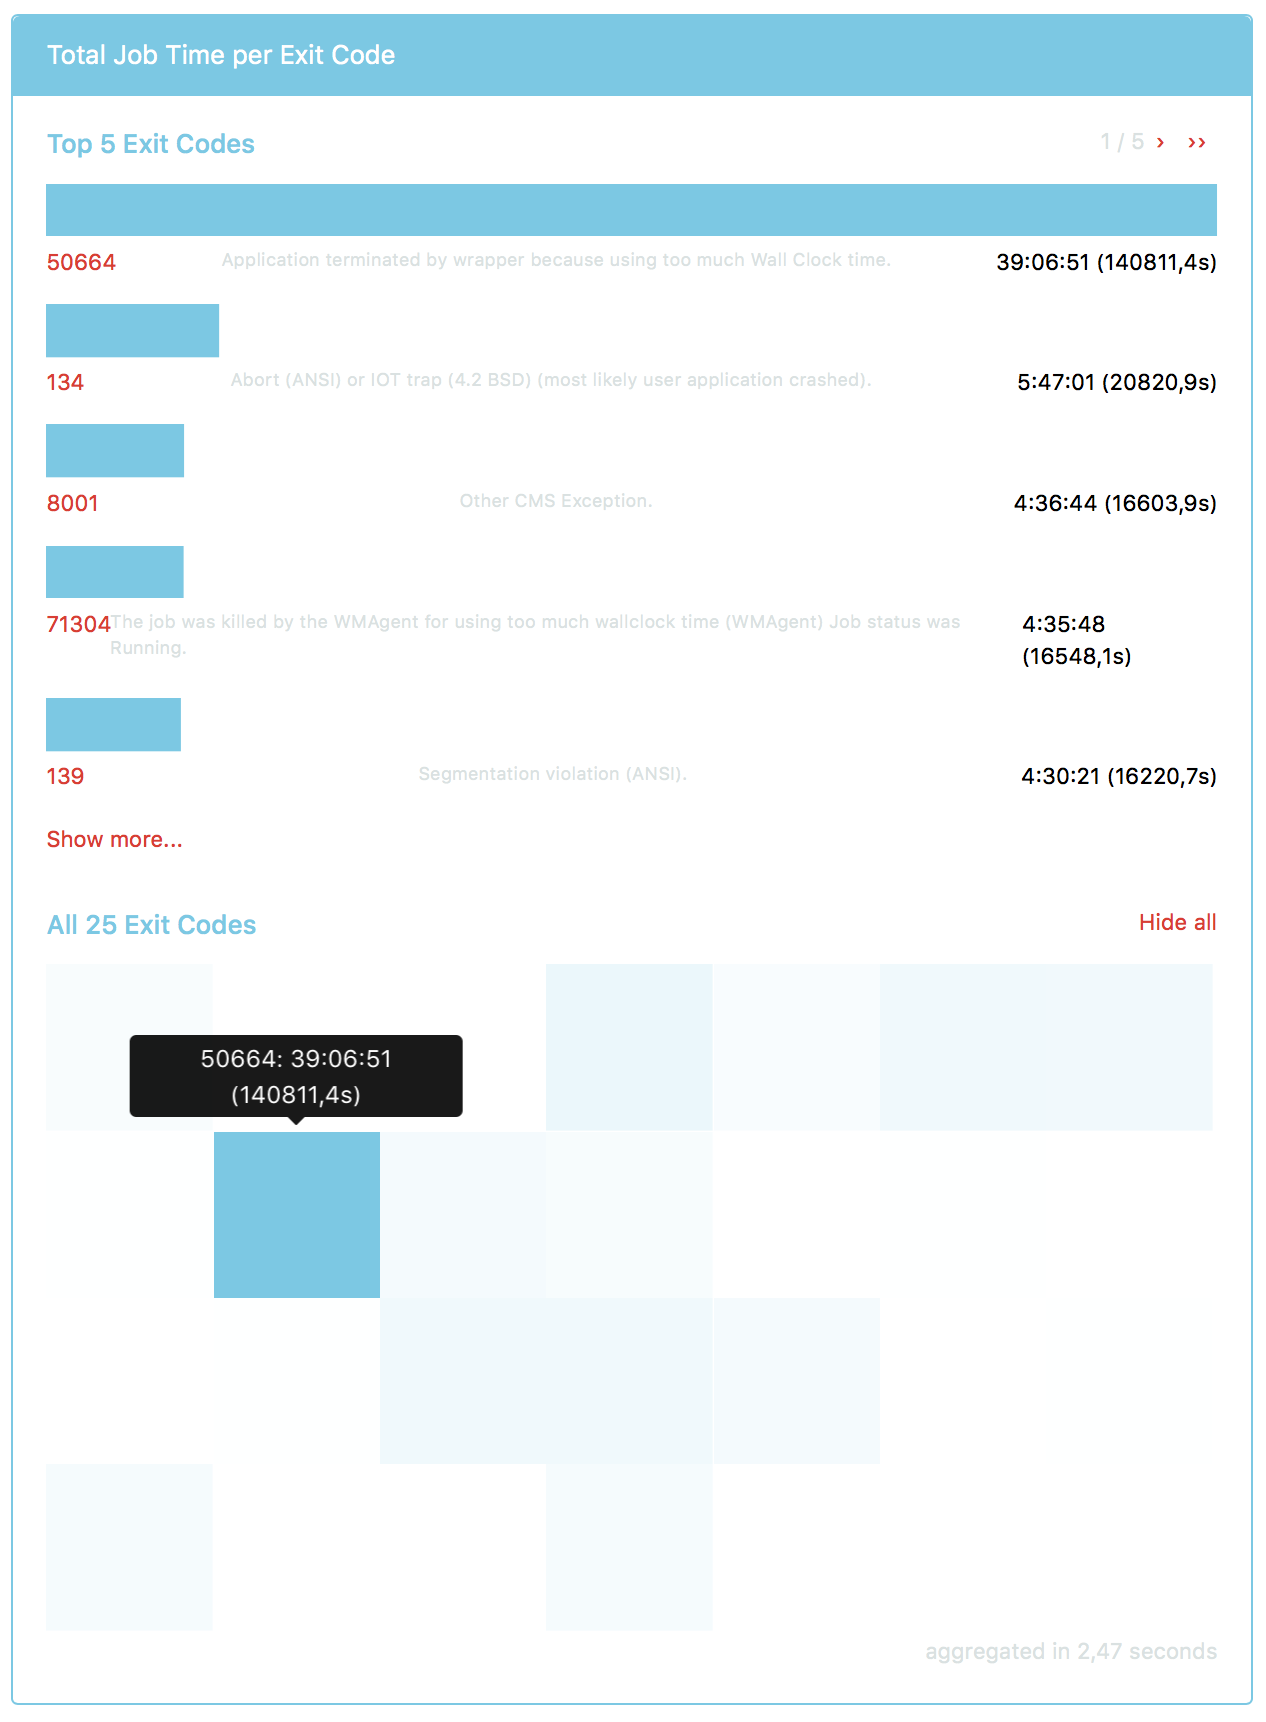 Total Job Time per Exit Code
Top 5 Exit Codes
1 / 5 › ››
50664 Application terminated by wrapper because using too much Wall Clock time. 39:06:51 (140811,4s)
134 Abort (ANSI) or IOT trap (4.2 BSD) (most likely user application crashed). 5:47:01 (20820,9s)
8001 Other CMS Exception. 4:36:44 (16603,9s)
71304 The job was killed by the WMAgent for using too much wallclock time (WMAgent) Job status was 4:35:48
Running. (16548,1s)
139 Segmentation violation (ANSI). 4:30:21 (16220,7s)
Show more...
All 25 Exit Codes
Hide all
50664: 39:06:51
(140811,4s)
aggregated in 2,47 seconds